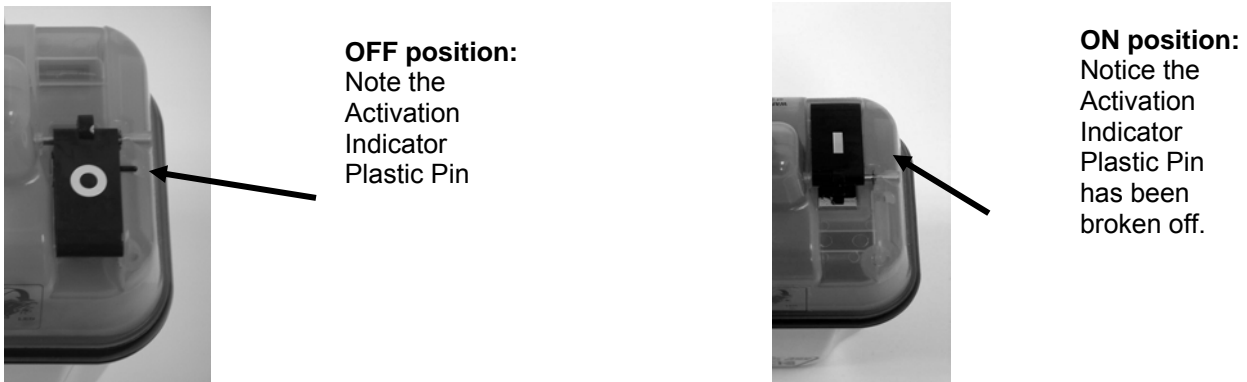 OFF position:
Note the
Activation
Indicator
Plastic Pin
ON position:
Notice the
Activation
Indicator
Plastic Pin
has been
broken off.